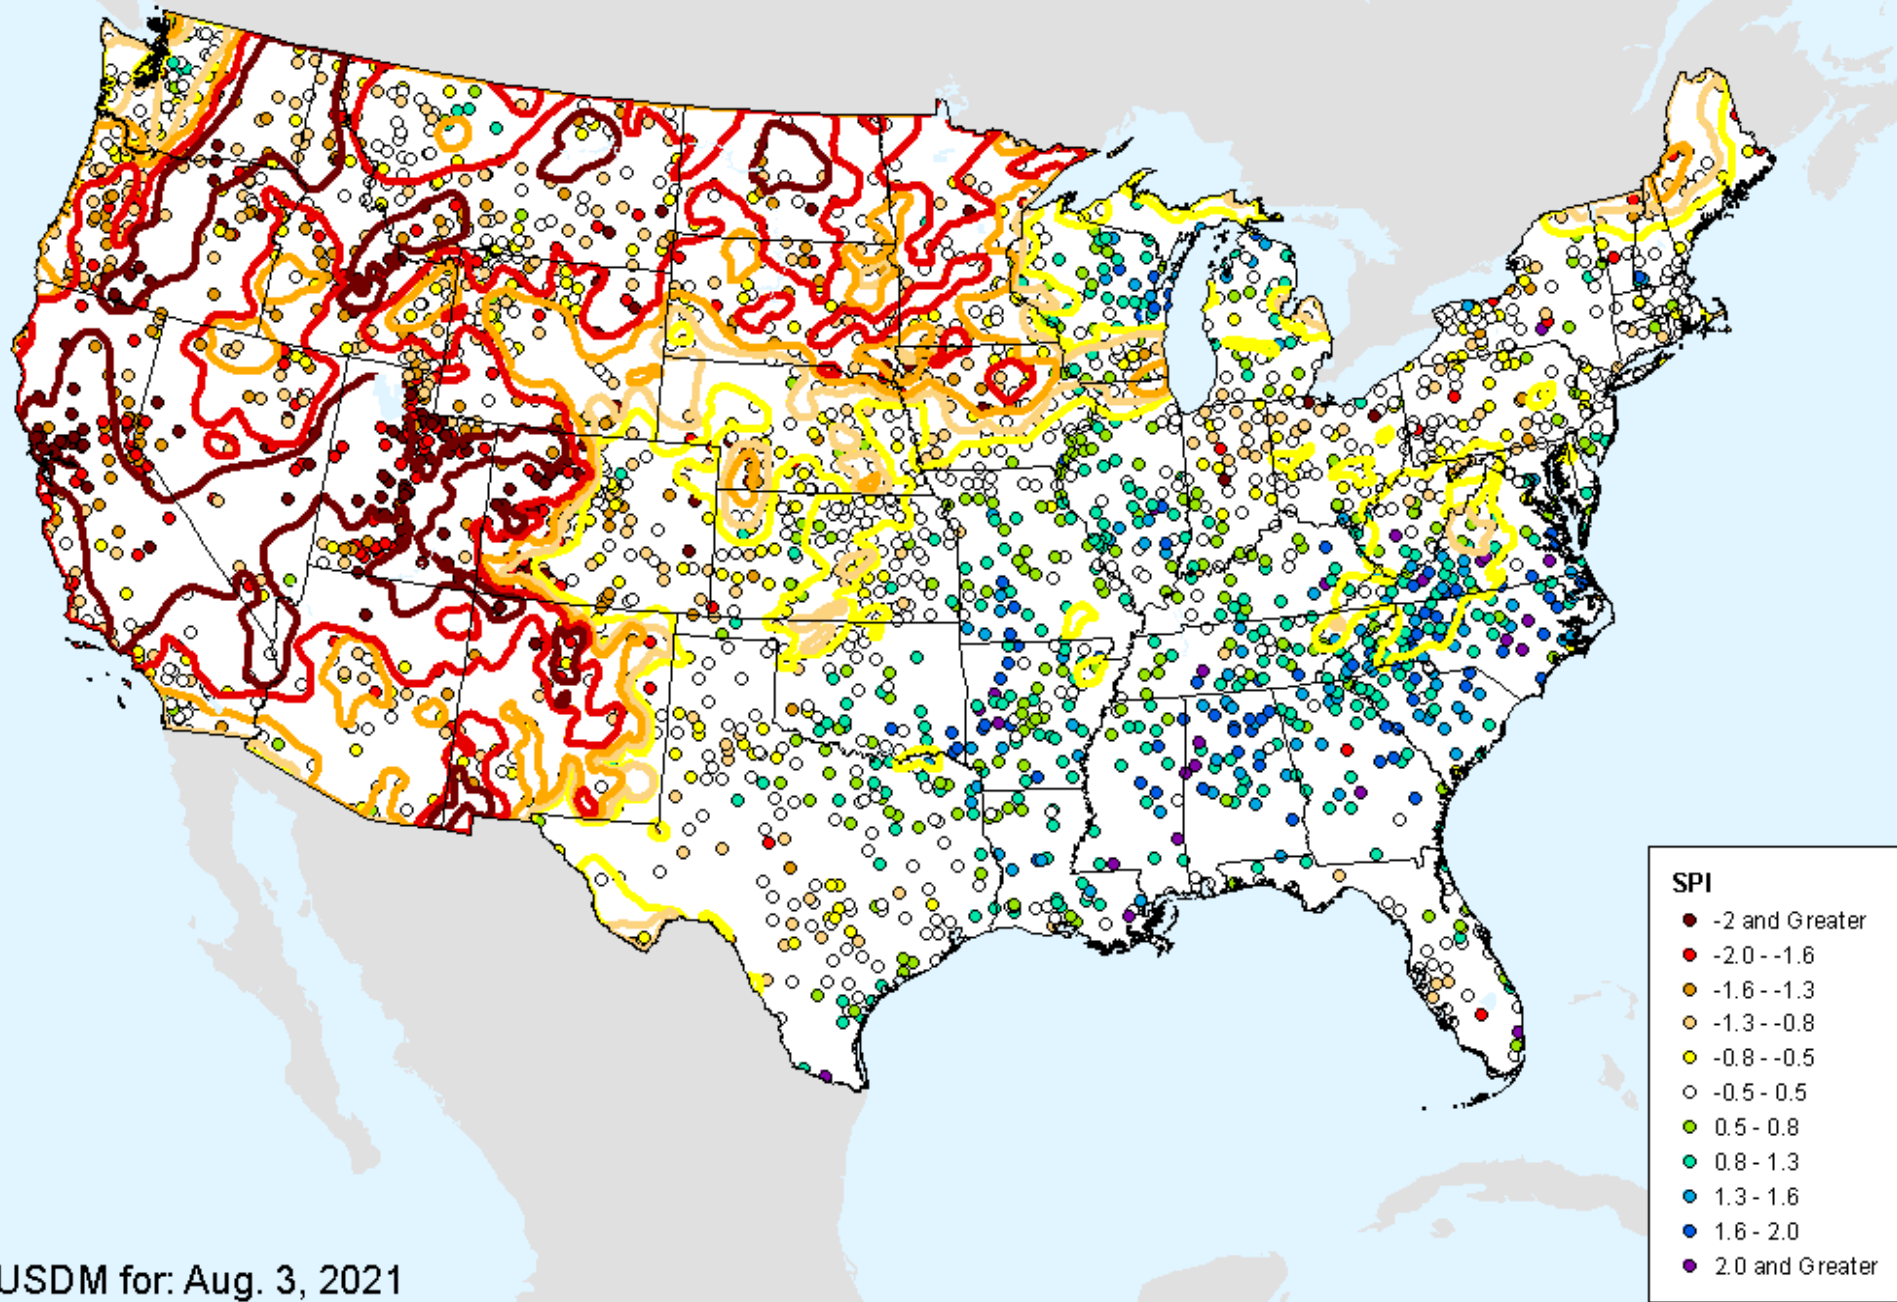 SPI
-2 and Greater
-2.0 - -1.6
-1.6 - -1.3
-1.3 - -0.8
-0.8 - -0.5
-0.5 - 0.5
0.5 - 0.8
0.8 - 1.3
1.3 - 1.6
1.6 - 2.0
2.0 and Greater
USDM for: Aug. 3, 2021